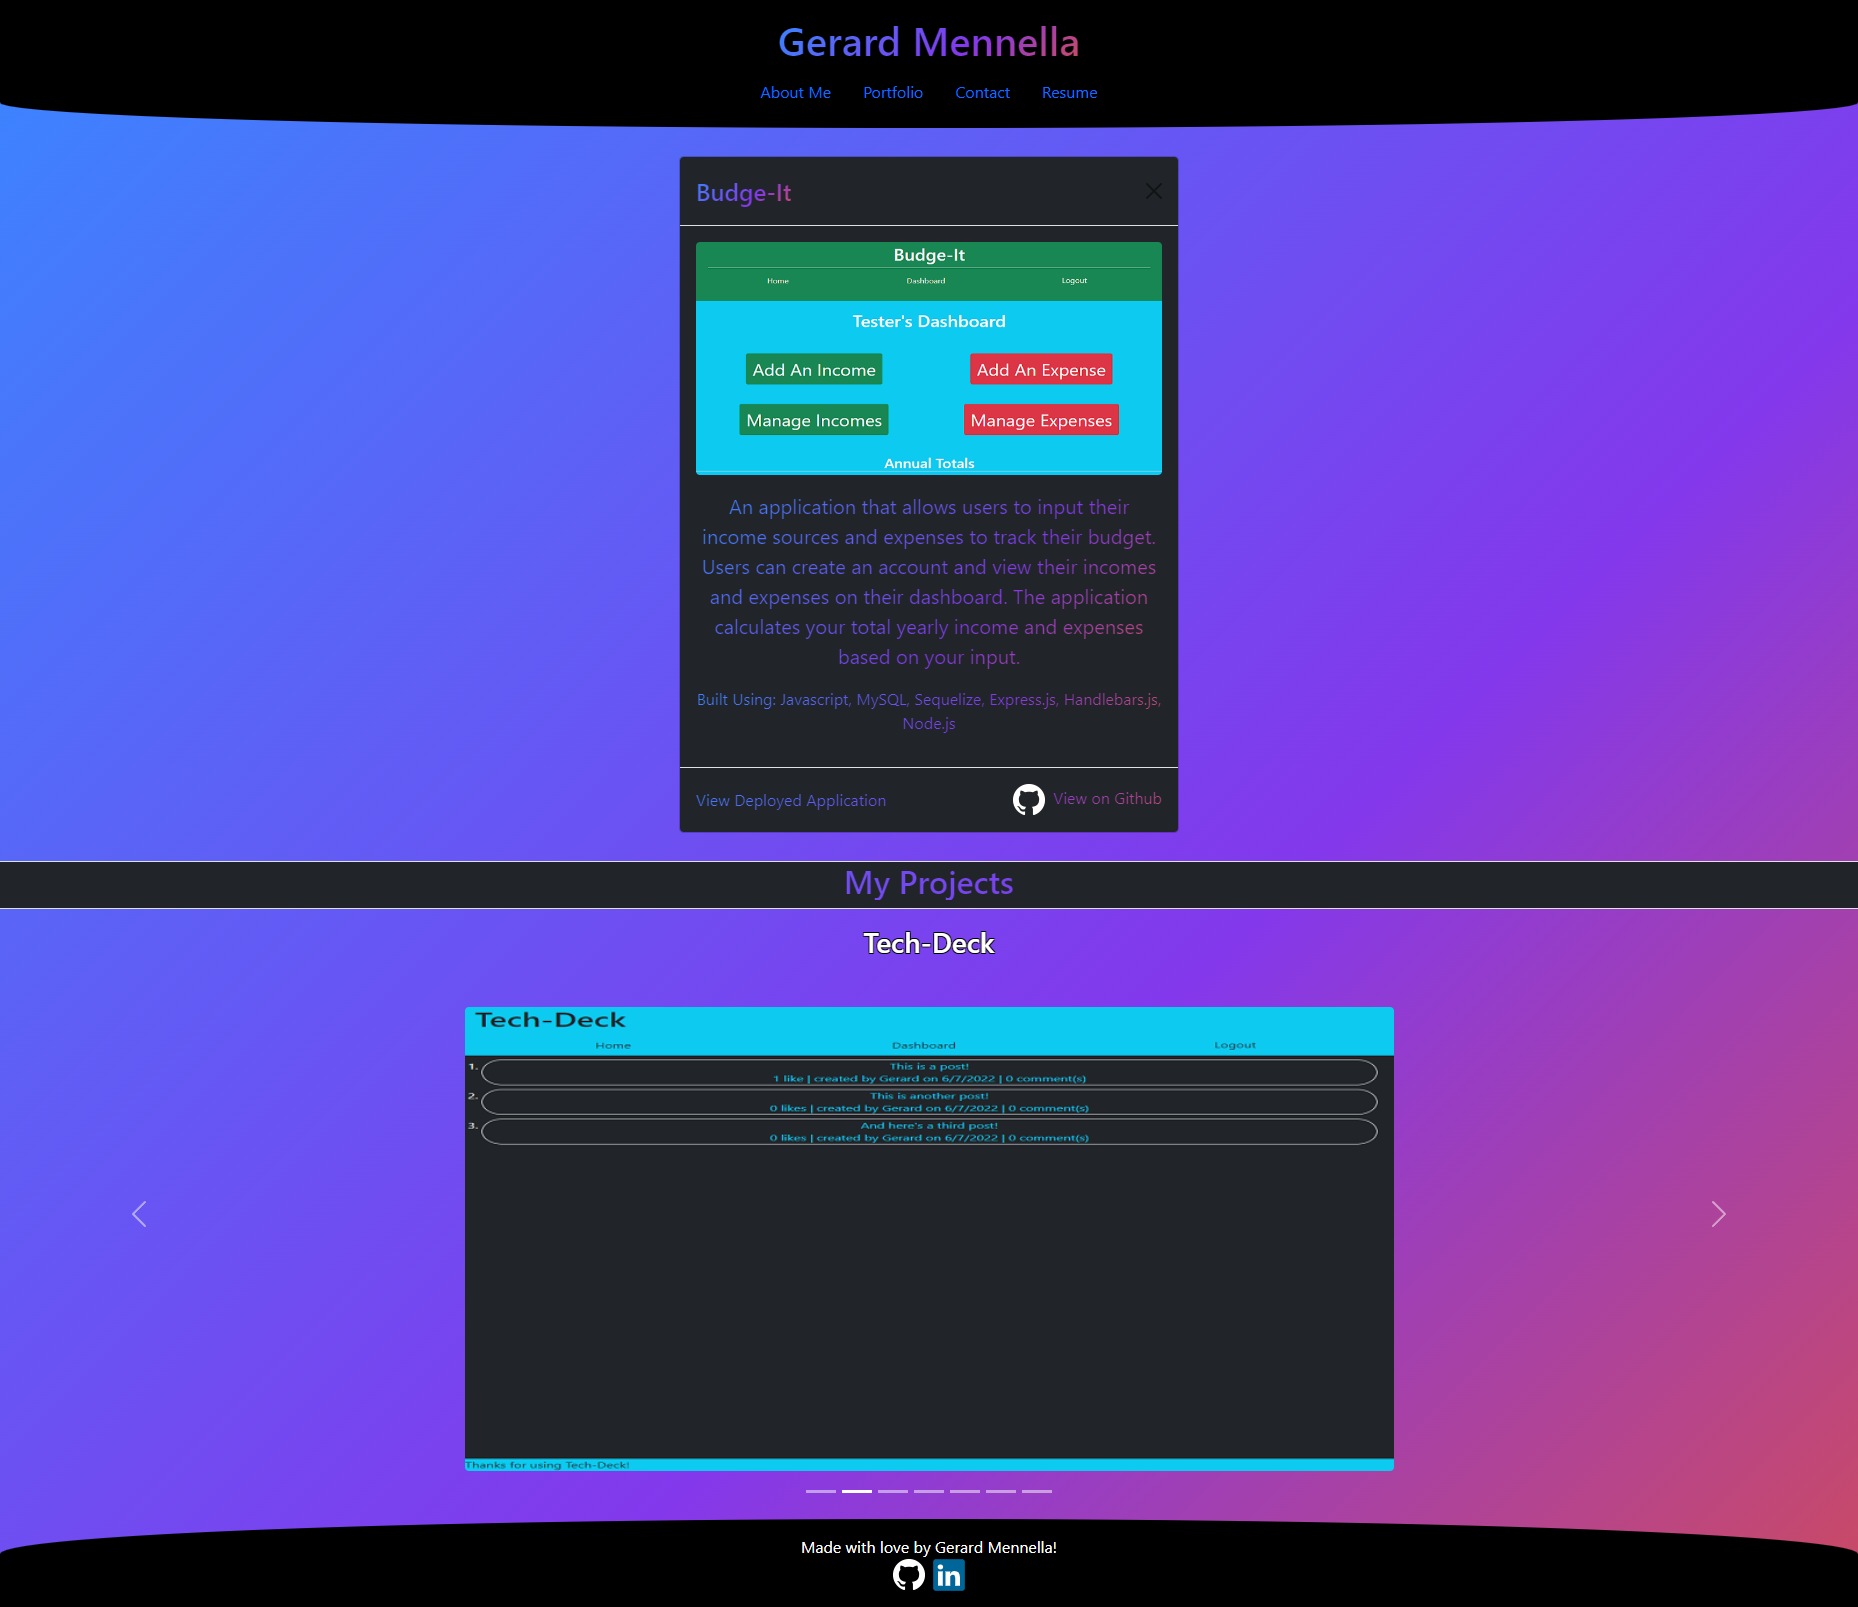 Gerard Mennella
About Me Portfolio Contact Resume
Budge-It
Budge-It
Home Dashboard Logout
Tester's Dashboard
Add An Income Add An Expense
Manage Incomes Manage Expenses
Annual Totals
An application that allows users to input their
income sources and expenses to track their budget.
Users can create an account and view their incomes
and expenses on their dashboard. The application
calculates your total yearly income and expenses
based on your input.
Built Using: Javascript, MySQL, Sequelize, Express.js, Handlebars.js,
Node.js
View Deployed Application View on Github
My Projects
Tech-Deck
Tech-Deck
Home Dashboard Logout
1. This is a post!
1 like | created by Gerard on 6/7/2022 | 0 comment(s)
2. This is another post!
0 likes | created by Gerard on 6/7/2022 | 0 comment(s)
3. And here's a third post!
0 likes | created by Gerard on 6/7/2022 | 0 comment(s)
Thanks for using Tech-Deck!
Made with love by Gerard Mennella!
in